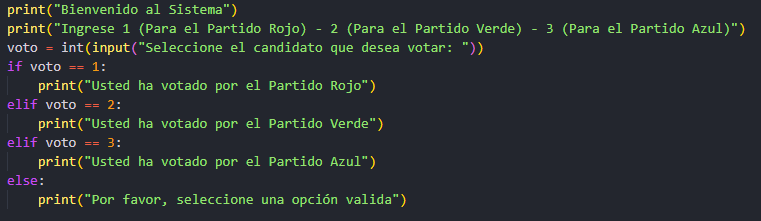 print("Bienvenido al Sistema")
print("Ingrese 1 (Para el Partido Rojo) - 2 (Para el Partido Verde) - 3 (Para el Partido Azul)")
voto = int(input("Seleccione el candidato que desea votar: "))
if voto == 1:
    print("Usted ha votado por el Partido Rojo")
elif voto == 2:
    print("Usted ha votado por el Partido Verde")
elif voto == 3:
    print("Usted ha votado por el Partido Azul")
else:
    print("Por favor, seleccione una opción valida")